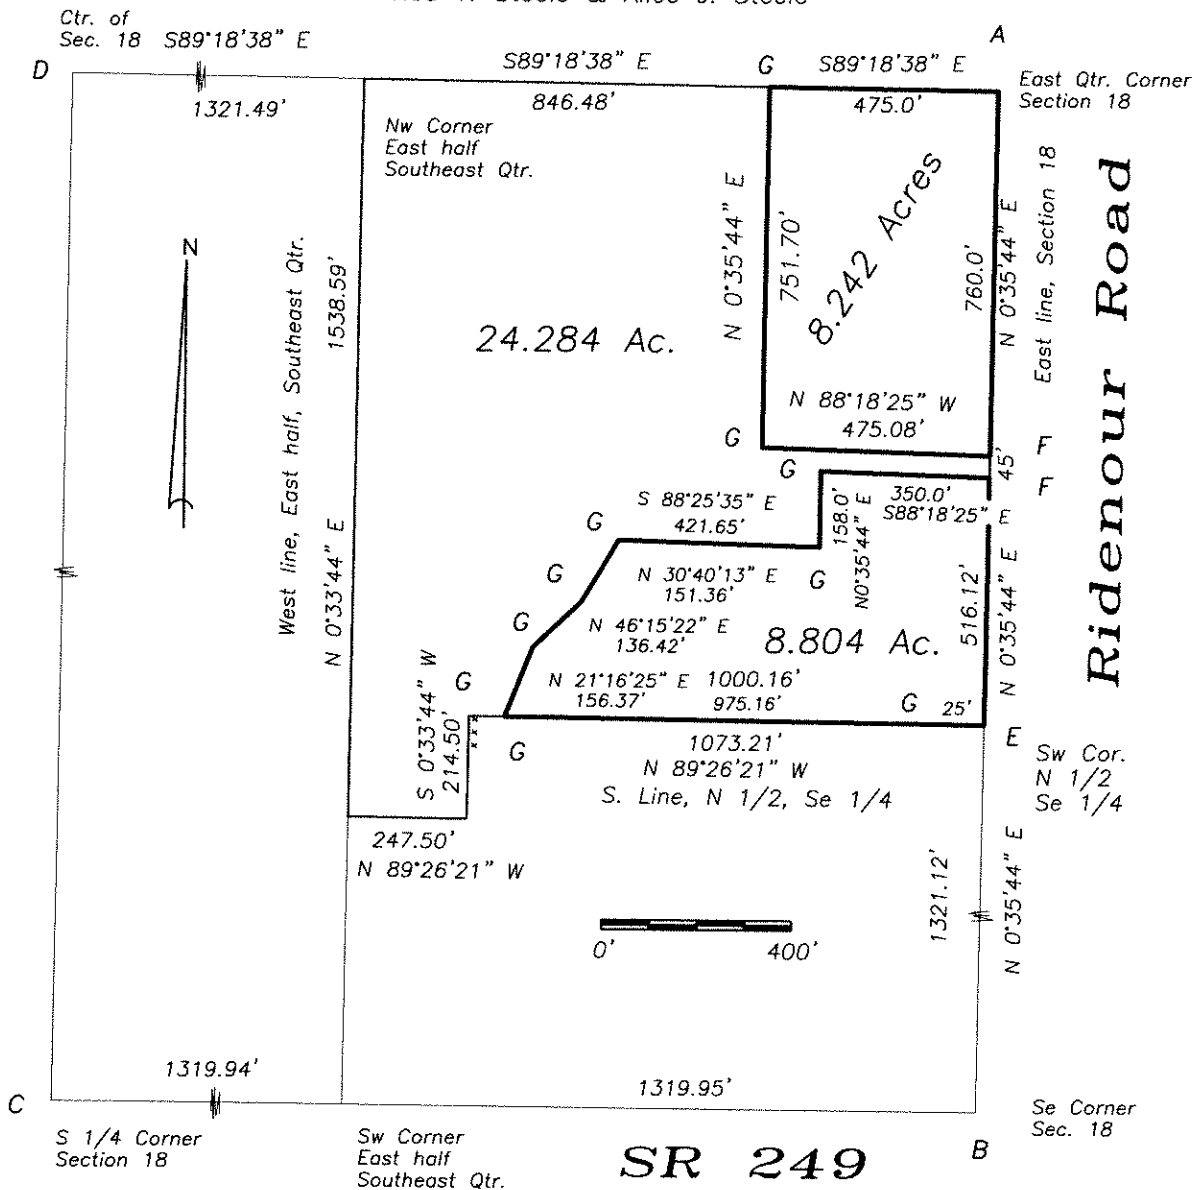 Ctr. of
Sec. 18 S89°18'38" E
D
1321.49'
S89°18'38" E
846.48'
G
S89°18'38" E
475.0'
A
East Qtr. Corner
Section 18
Nw Corner
East half
Southeast Qtr.
N
West line, East half, Southeast Qtr.
1538.59'
N 0°33'44" E
24.284 Ac.
N 0°35'44" E
751.70'
8.242 Acres
760.0'
N 0°35'44" E
East line, Section 18
Ridenour Road
N 88°18'25" W
475.08'
G
F
45'
G
F
350.0'
S88°18'25" E
S 88°25'35" E
421.65'
158.0'
N0°35'44" E
G
G
N 30°40'13" E
151.36'
G
G
N 46°15'22" E
136.42'
8.804 Ac.
516.12'
N 0°35'44" E
G
N 21°16'25" E
156.37'
1000.16'
975.16'
G 25'
S 0°33'44" W
214.50'
x x x
G
1073.21'
N 89°26'21" W
S. Line, N 1/2, Se 1/4
E
Sw Cor.
N 1/2
Se 1/4
247.50'
N 89°26'21" W
1321.12'
N 0°35'44" E
0' 400'
1319.94'
1319.95'
C
S 1/4 Corner
Section 18
Sw Corner
East half
Southeast Qtr.
SR 249
B
Se Corner
Sec. 18